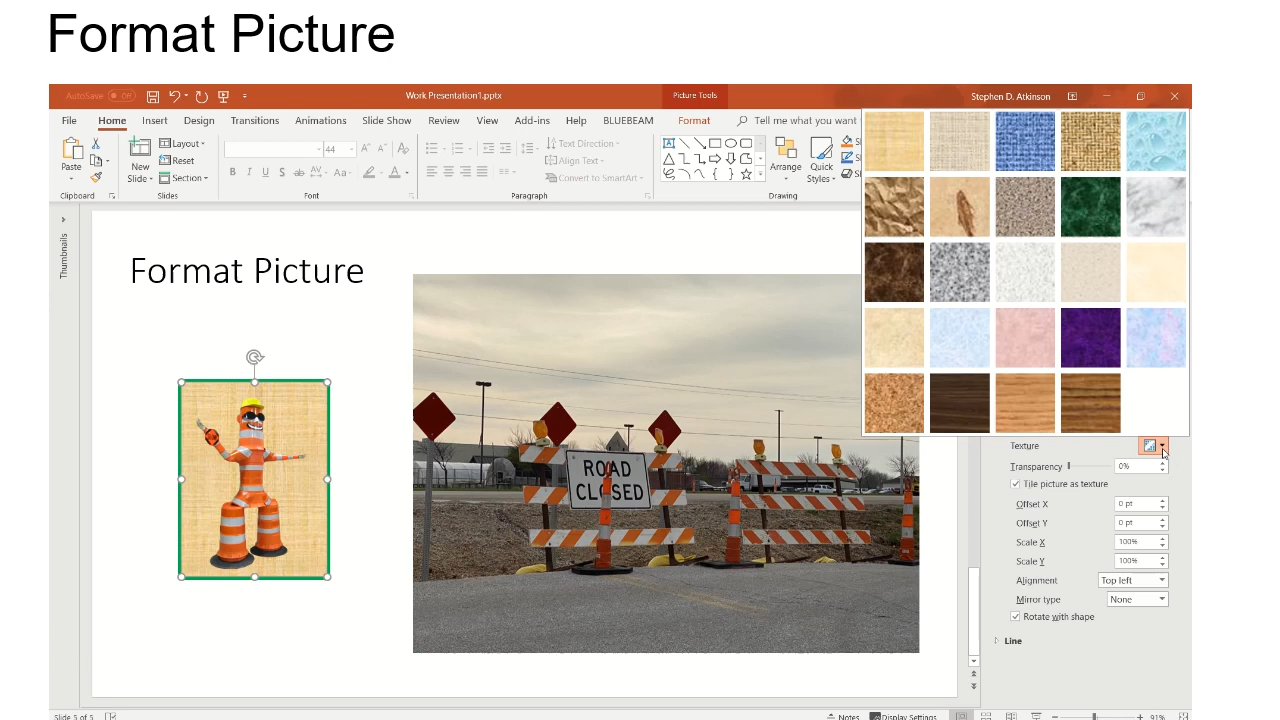 Format Picture
AutoSave Off
Work Presentation1.pptx
Picture Tools
Stephen D. Atkinson
File Home Insert Design Transitions Animations Slide Show Review View Add-ins Help BLUEBEAM Format Tell me what you want
Paste
New Slide
Layout
Reset
Section
44
B I U S ab AV Aa A
Text Direction
Align Text
Convert to SmartArt
Arrange
Quick Styles
Clipboard
Slides
Font
Paragraph
Drawing
Thumbnails
Format Picture
ROAD
CLOSED
Texture
Transparency 0%
Tile picture as texture
Offset X 0 pt
Offset Y 0 pt
Scale X 100%
Scale Y 100%
Alignment Top left
Mirror type None
Rotate with shape
Line
Slide 5 of 5
Notes Display Settings 91%